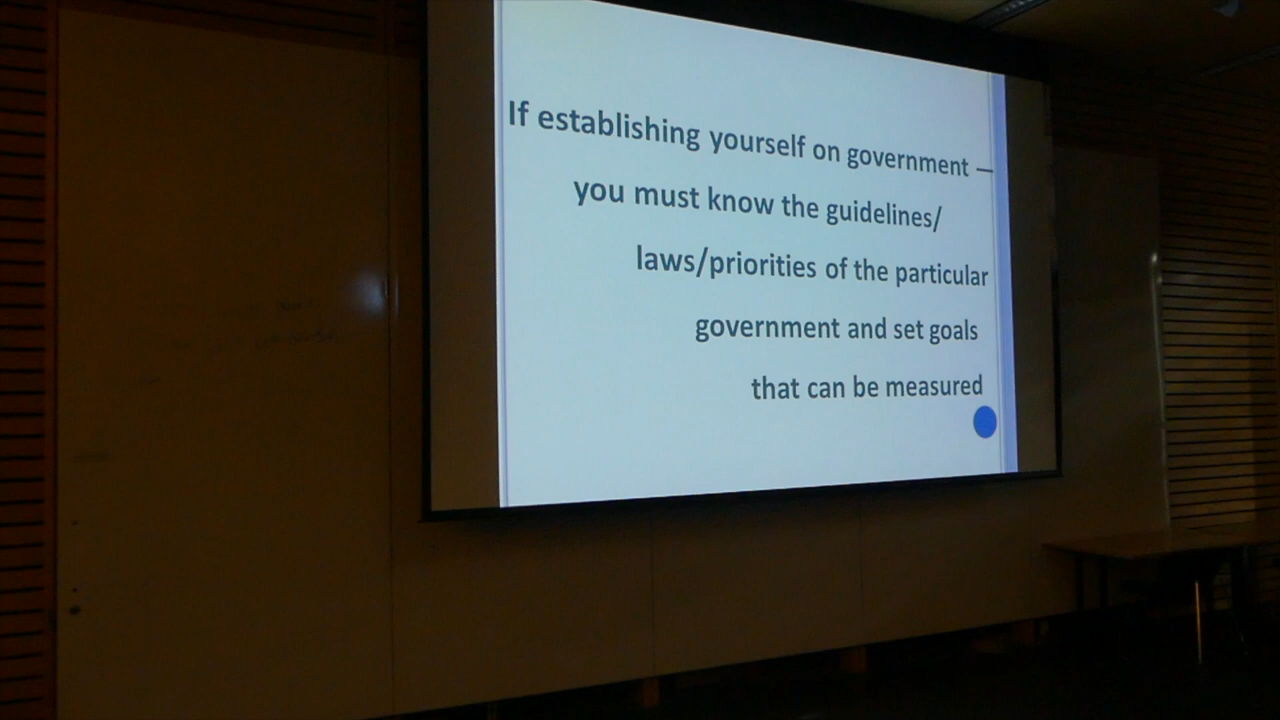 If establishing yourself on government —
you must know the guidelines/
laws/priorities of the particular
government and set goals
that can be measured